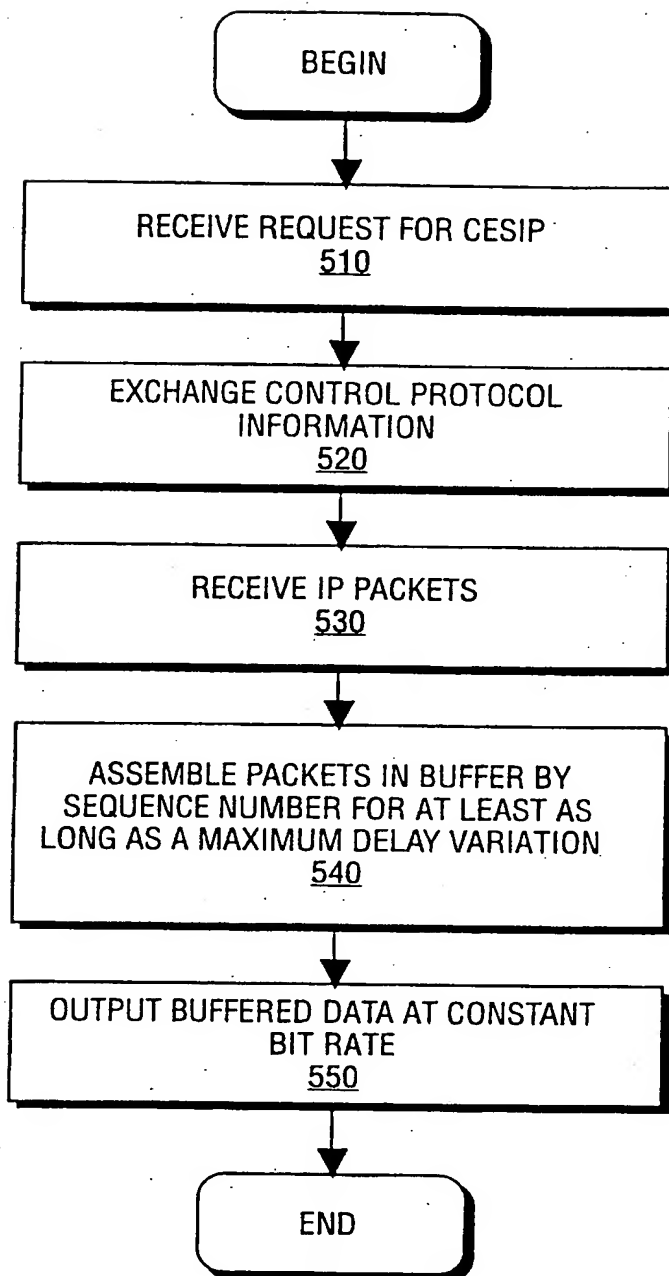 BEGIN
RECEIVE REQUEST FOR CESIP
510
EXCHANGE CONTROL PROTOCOL
INFORMATION
520
RECEIVE IP PACKETS
530
ASSEMBLE PACKETS IN BUFFER BY
SEQUENCE NUMBER FOR AT LEAST AS
LONG AS A MAXIMUM DELAY VARIATION
540
OUTPUT BUFFERED DATA AT CONSTANT
BIT RATE
550
END